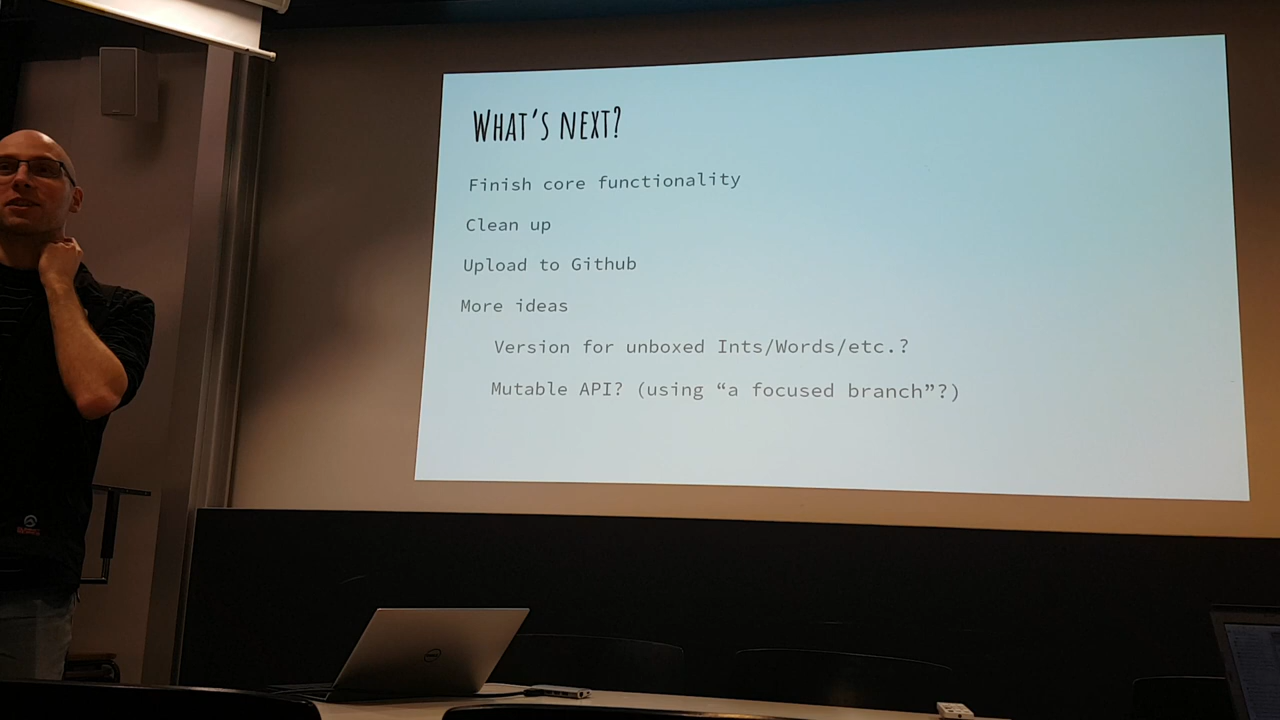 What's next?
Finish core functionality
Clean up
Upload to Github
More ideas
Version for unboxed Ints/Words/etc.?
Mutable API? (using “a focused branch”?)
DELL